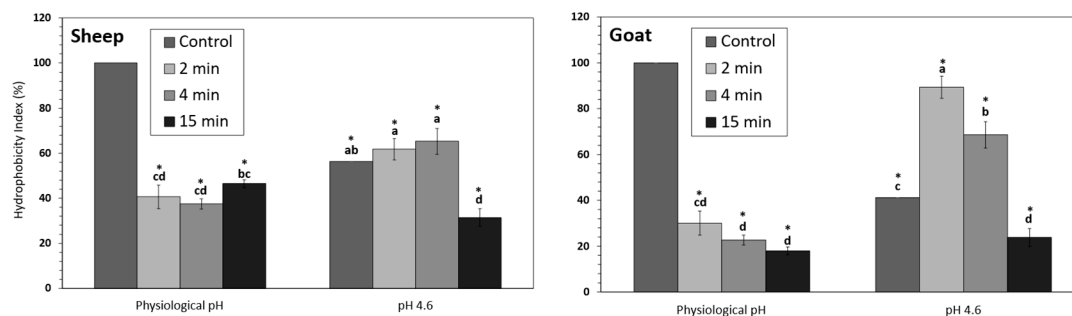 Sheep
Control
2 min
4 min
15 min
Hydrophobicity Index (%)
120
100
80
60
40
20
0
*
cd
*
cd
*
bc
*
ab
*
a
*
a
*
d
Physiological pH
pH 4.6
Goat
Control
2 min
4 min
15 min
120
100
80
60
40
20
0
*
cd
*
d
*
d
*
c
*
a
*
b
*
d
Physiological pH
pH 4.6